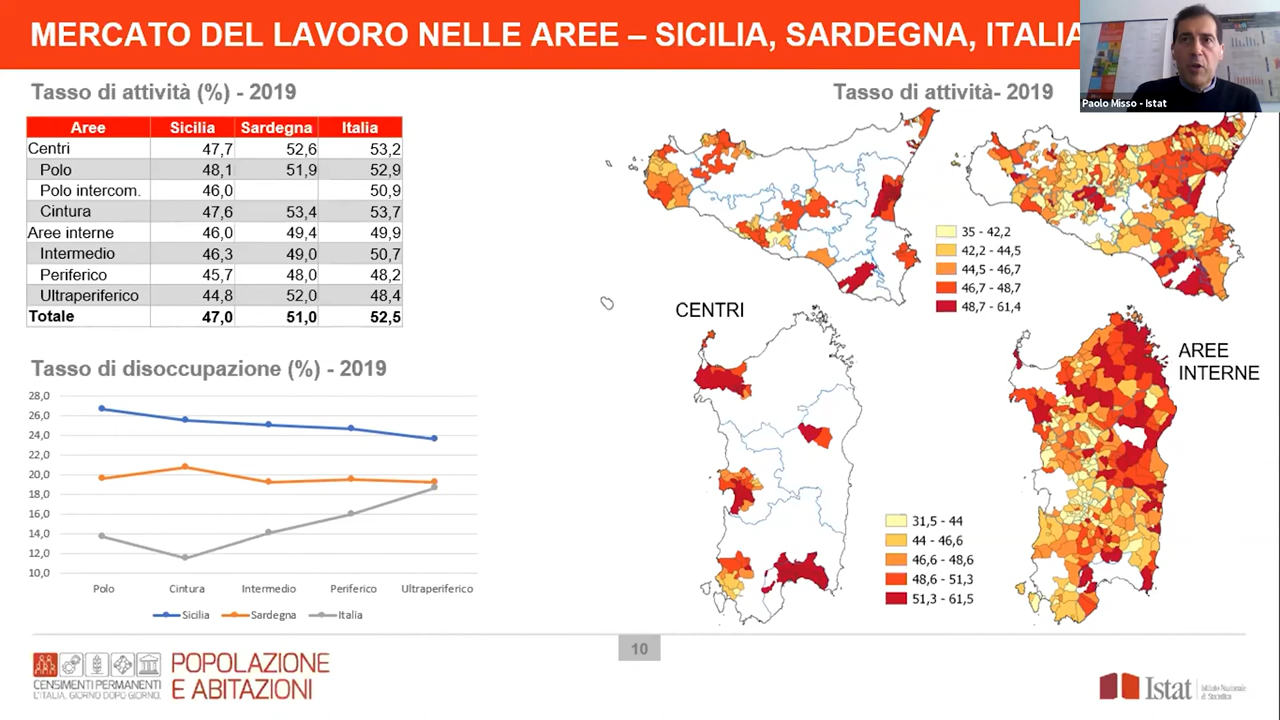 MERCATO DEL LAVORO NELLE AREE – SICILIA, SARDEGNA, ITALIA
Paolo Misso - Istat
Tasso di attività (%) - 2019
Aree Sicilia Sardegna Italia
Centri 47,7 52,6 53,2
Polo 48,1 51,9 52,9
Polo intercom. 46,0 50,9
Cintura 47,6 53,4 53,7
Aree interne 46,0 49,4 49,9
Intermedio 46,3 49,0 50,7
Periferico 45,7 48,0 48,2
Ultraperiferico 44,8 52,0 48,4
Totale 47,0 51,0 52,5
Tasso di disoccupazione (%) - 2019
28,0
26,0
24,0
22,0
20,0
18,0
16,0
14,0
12,0
10,0
Polo Cintura Intermedio Periferico Ultraperiferico
Sicilia Sardegna Italia
Tasso di attività- 2019
35 - 42,2
42,2 - 44,5
44,5 - 46,7
46,7 - 48,7
48,7 - 61,4
CENTRI
AREE
INTERNE
31,5 - 44
44 - 46,6
46,6 - 48,6
48,6 - 51,3
51,3 - 61,5
10
CENSIMENTI PERMANENTI
L'ITALIA, GIORNO DOPO GIORNO.
POPOLAZIONE
E ABITAZIONI
Istat
Istituto Nazionale
di Statistica